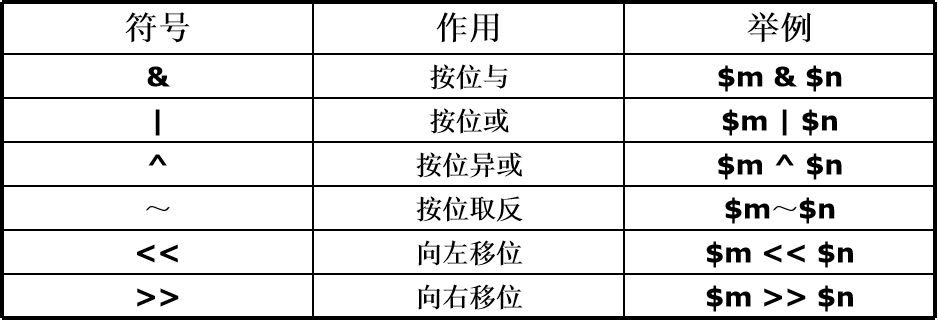 符号 作用 举例
& 按位与 $m & $n
| 按位或 $m | $n
^ 按位异或 $m ^ $n
～ 按位取反 $m～$n
<< 向左移位 $m << $n
>> 向右移位 $m >> $n